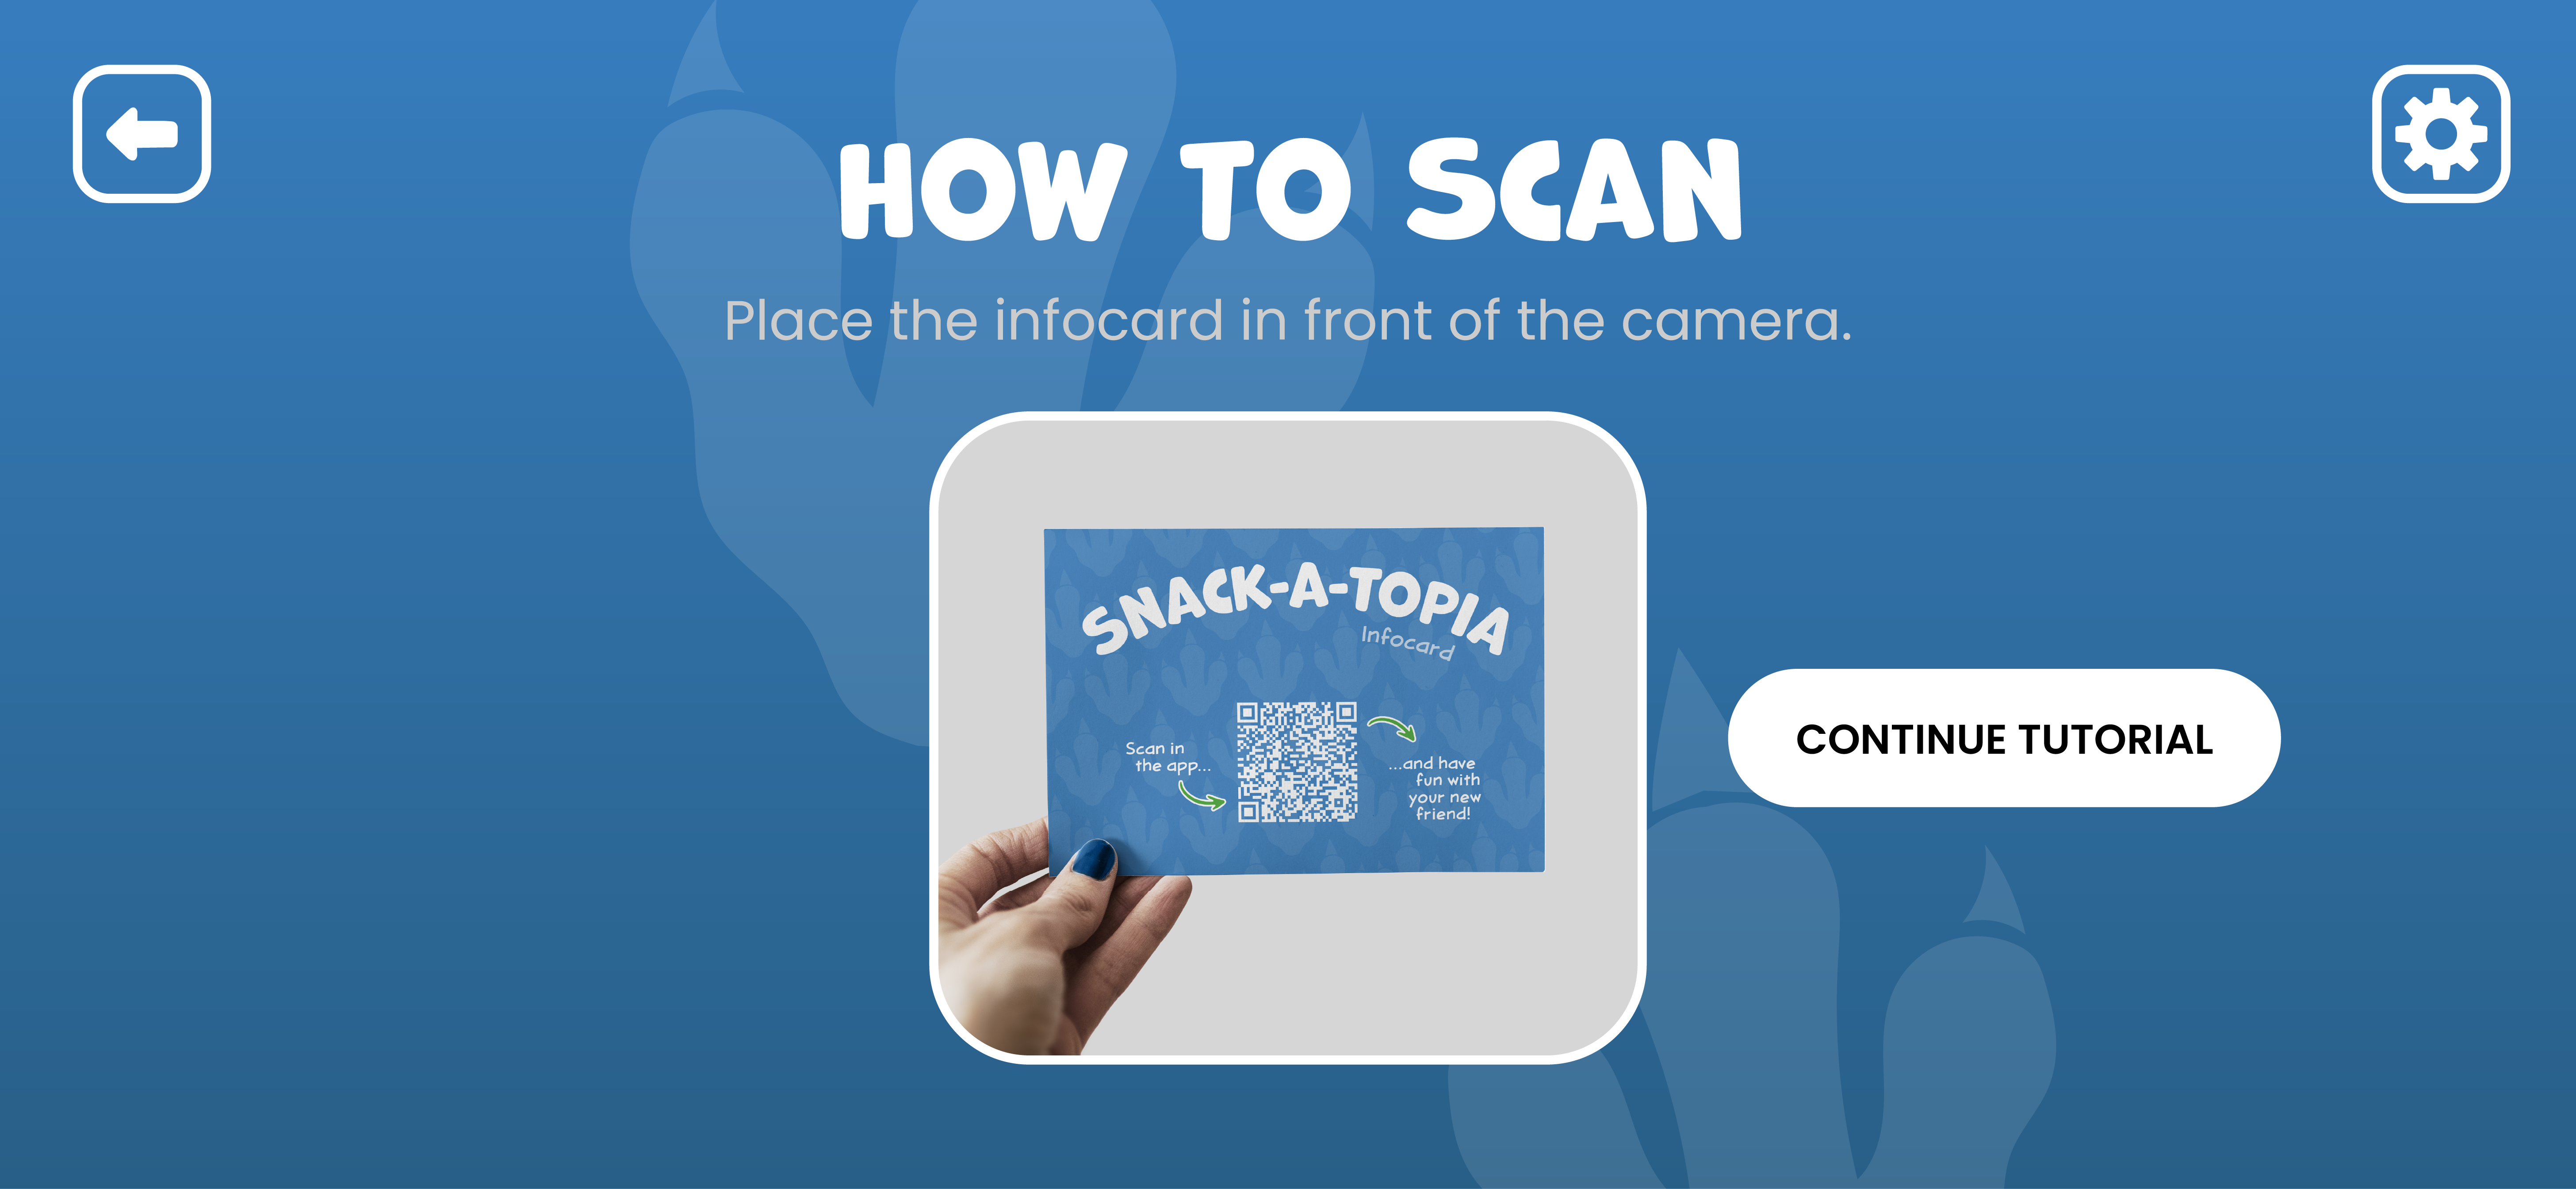 HOW TO SCAN
Place the infocard in front of the camera.
SNACK-A-TOPIA
Infocard
Scan in
the app...
...and have
fun with
your new
friend!
CONTINUE TUTORIAL